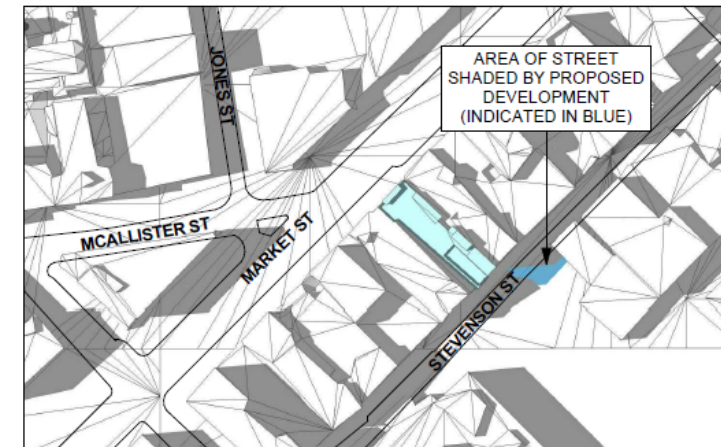 JONES ST
AREA OF STREET
SHADED BY PROPOSED
DEVELOPMENT
(INDICATED IN BLUE)
MCALLISTER ST
MARKET ST
STEVENSON ST